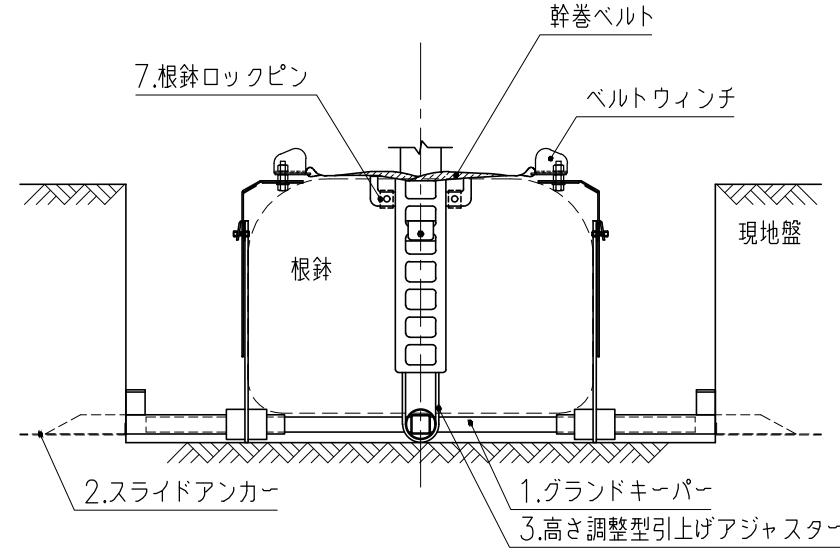 幹巻ベルト
7.根鉢ロックピン
ベルトウィンチ
現地盤
根鉢
2.スライドアンカー
1.グランドキーパー
3.高さ調整型引上げアジャスター